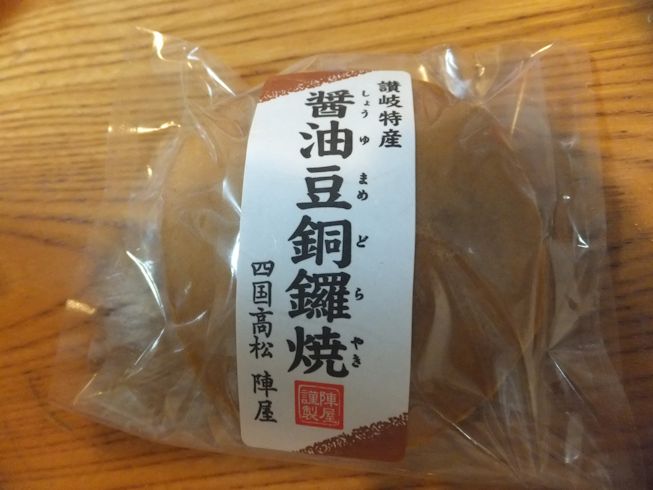 讃岐特産
醤油豆銅鑼焼
しょうゆまめどらやき
四国高松 陣屋
陣屋謹製